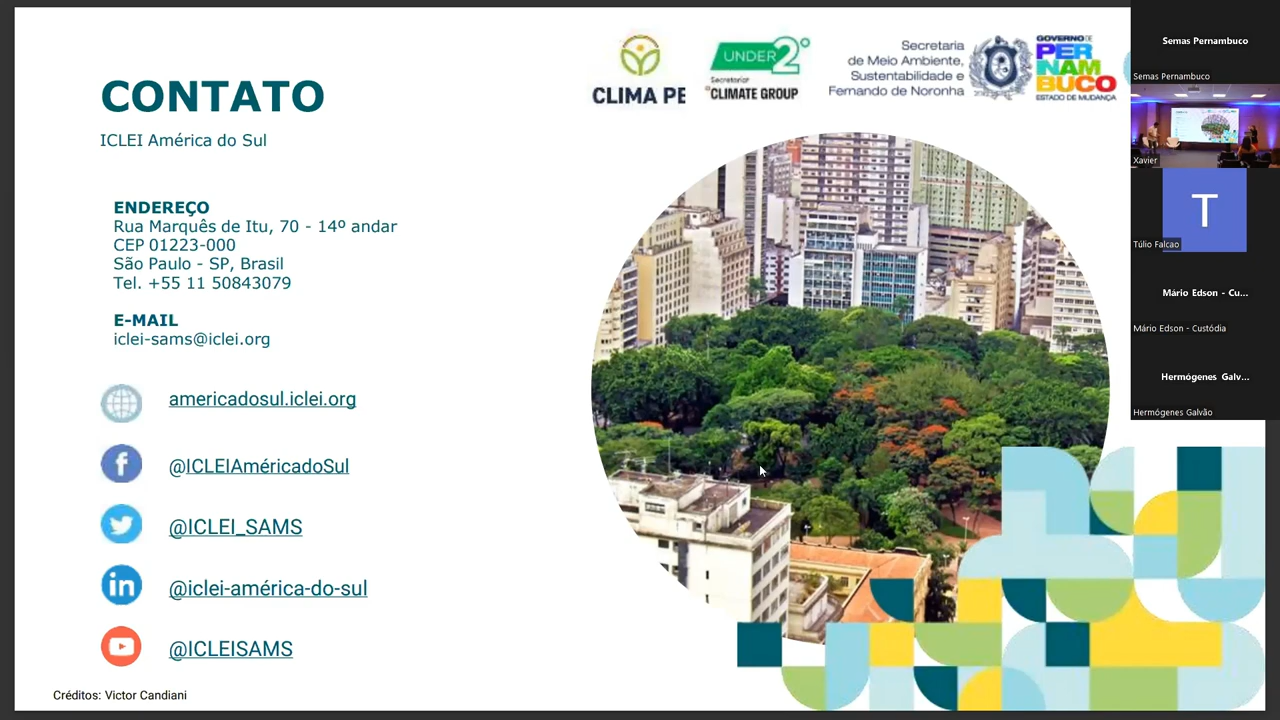 CONTATO
ICLEI América do Sul
ENDEREÇO
Rua Marquês de Itu, 70 - 14º andar
CEP 01223-000
São Paulo - SP, Brasil
Tel. +55 11 50843079
E-MAIL
iclei-sams@iclei.org
americadosul.iclei.org
@ICLEIAméricadoSul
@ICLEI_SAMS
@iclei-américa-do-sul
@ICLEISAMS
Créditos: Victor Candiani
CLIMA PE
UNDER2°
Secretariat
°CLIMATE GROUP
Secretaria
de Meio Ambiente,
Sustentabilidade e
Fernando de Noronha
GOVERNO DE
PER
NAM
BUCO
ESTADO DE MUDANÇA
Semas Pernambuco
Semas Pernambuco
Xavier
T
Túlio Falcao
Mário Edson - Cu...
Mário Edson - Custódia
Hermógenes Galv...
Hermógenes Galvão